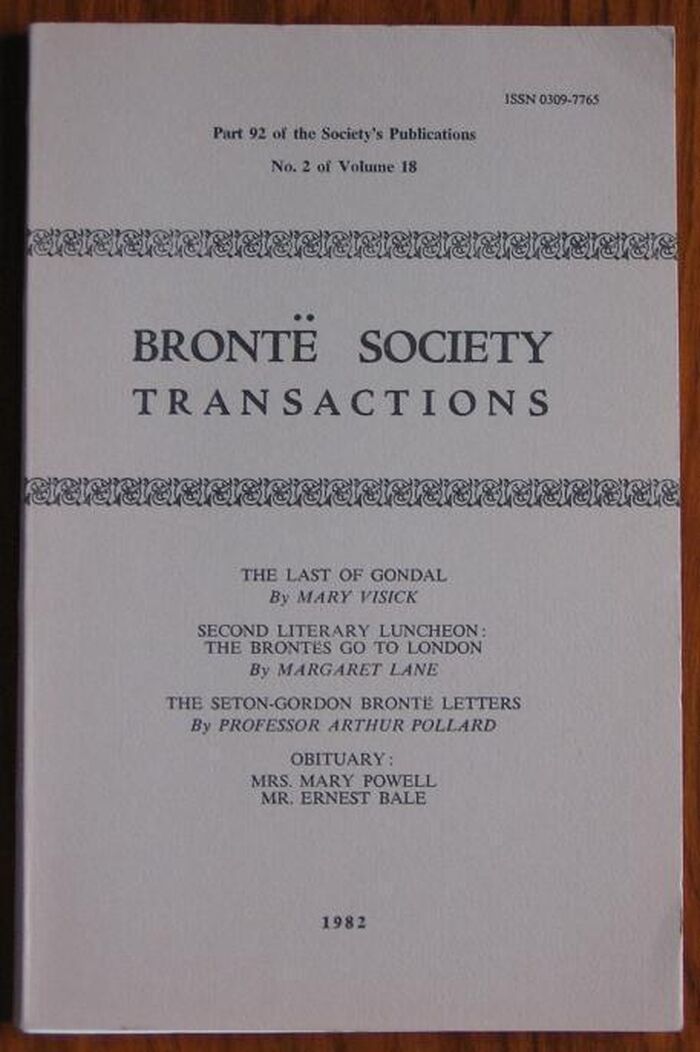 ISSN 0309-7765
Part 92 of the Society's Publications
No. 2 of Volume 18
BRONTË SOCIETY
TRANSACTIONS
THE LAST OF GONDAL
By MARY VISICK
SECOND LITERARY LUNCHEON:
THE BRONTËS GO TO LONDON
By MARGARET LANE
THE SETON-GORDON BRONTË LETTERS
By PROFESSOR ARTHUR POLLARD
OBITUARY:
MRS. MARY POWELL
MR. ERNEST BALE
1982